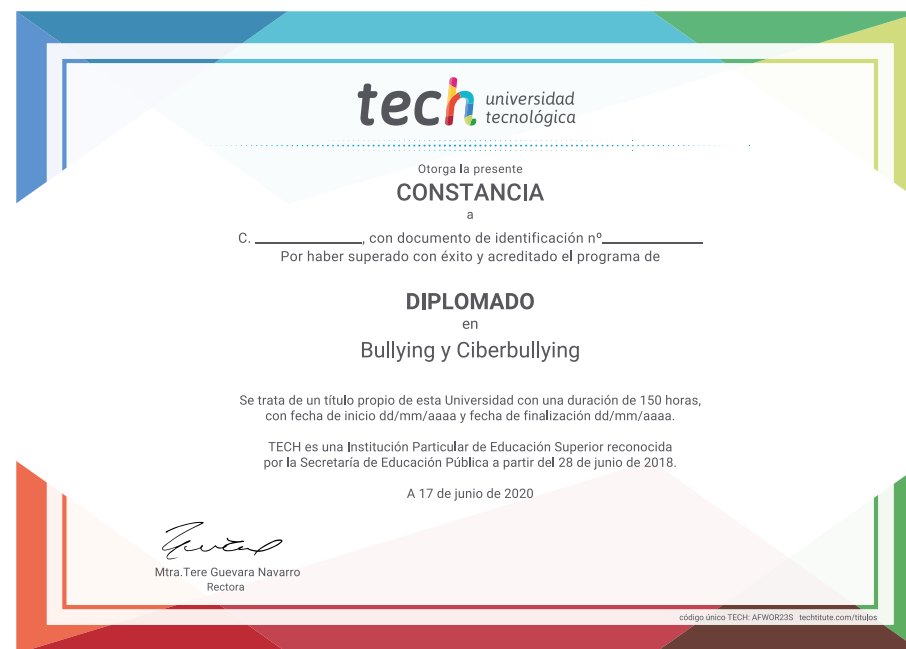 tech universidad
tecnológica
Otorga la presente
CONSTANCIA
a
C. ____________, con documento de identificación nº____________
Por haber superado con éxito y acreditado el programa de
DIPLOMADO
en
Bullying y Ciberbullying
Se trata de un título propio de esta Universidad con una duración de 150 horas,
con fecha de inicio dd/mm/aaaa y fecha de finalización dd/mm/aaaa.
TECH es una Institución Particular de Educación Superior reconocida
por la Secretaría de Educación Pública a partir del 28 de junio de 2018.
A 17 de junio de 2020
Mtra.Tere Guevara Navarro
Rectora
código único TECH: AFWOR23S techtitute.com/titulos